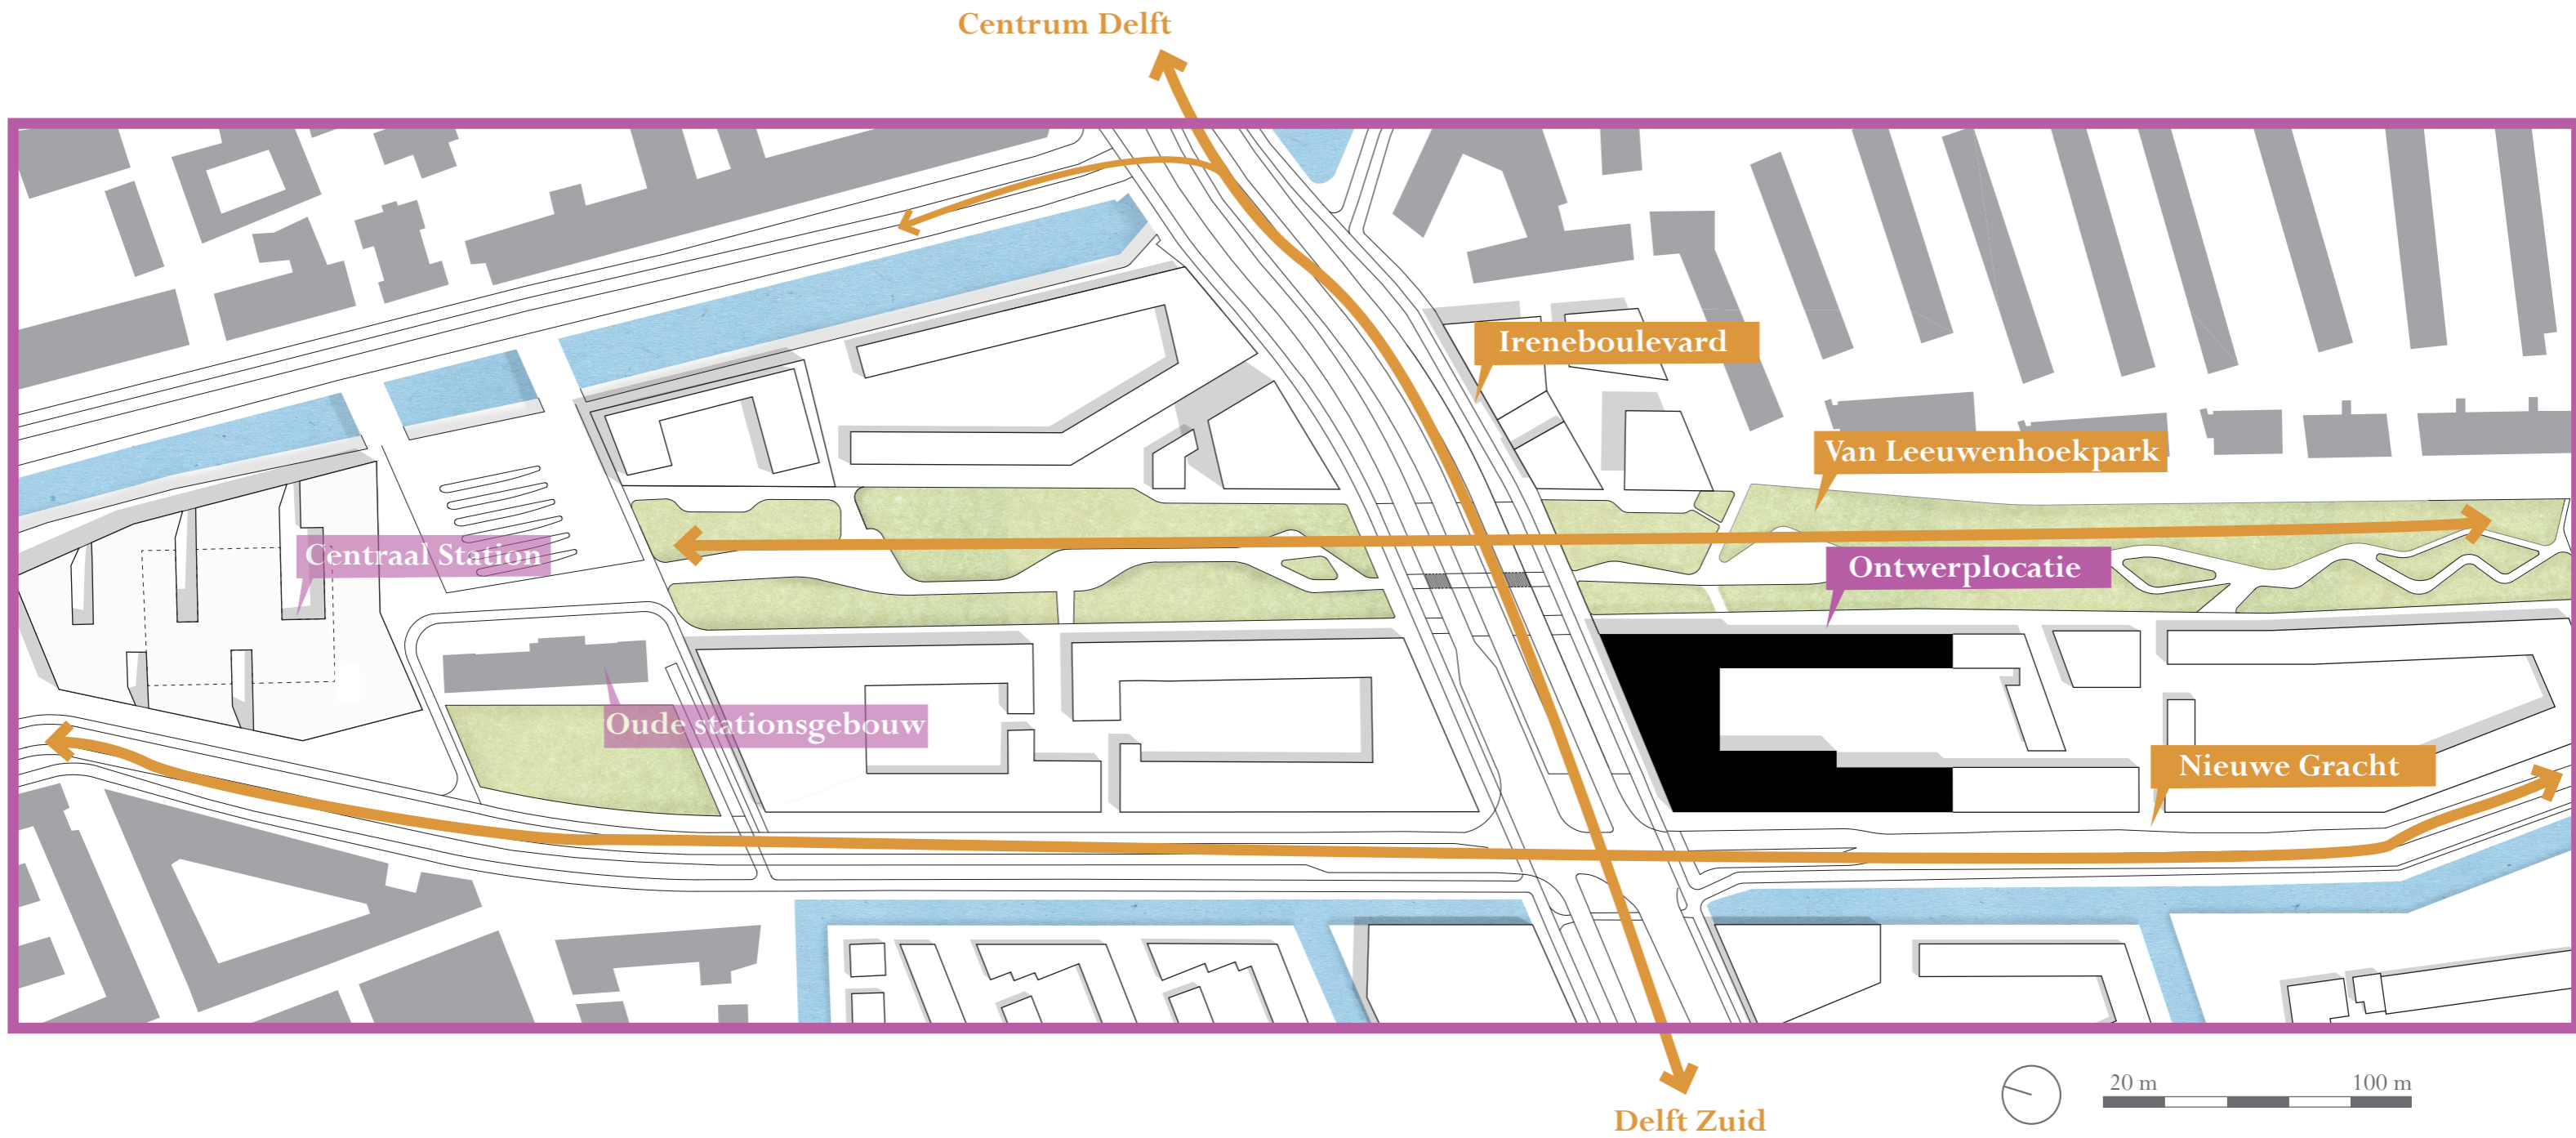 Centrum Delft
Ireneboulevard
Van Leeuwenhoekpark
Centraal Station
Ontwerplocatie
Oude stationsgebouw
Nieuwe Gracht
20 m
100 m
Delft Zuid